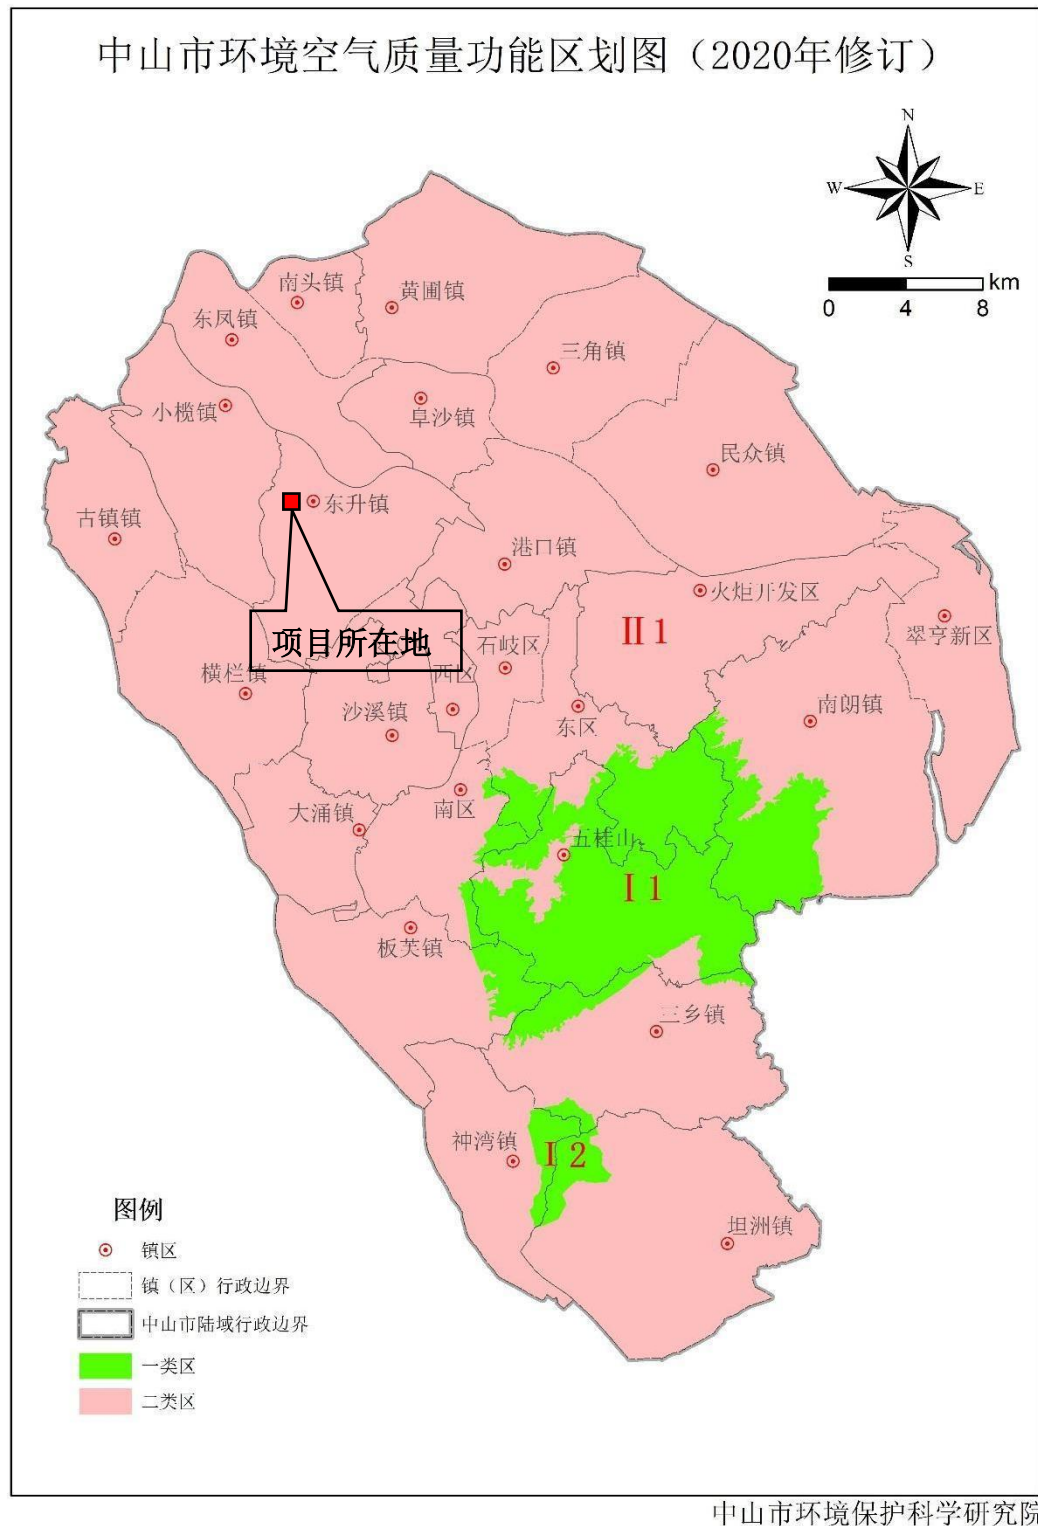 中山市环境空气质量功能区划图（2020年修订）
N
W
E
S
km
0 4 8
南头镇
黄圃镇
东凤镇
三角镇
小榄镇
阜沙镇
民众镇
东升镇
古镇镇
港口镇
火炬开发区
II 1
翠亨新区
项目所在地
石岐区
横栏镇
西区
沙溪镇
东区
南朗镇
南区
大涌镇
五桂山
I 1
板芙镇
三乡镇
神湾镇
I 2
坦洲镇
图例
镇区
镇（区）行政边界
中山市陆域行政边界
一类区
二类区
中山市环境保护科学研究院